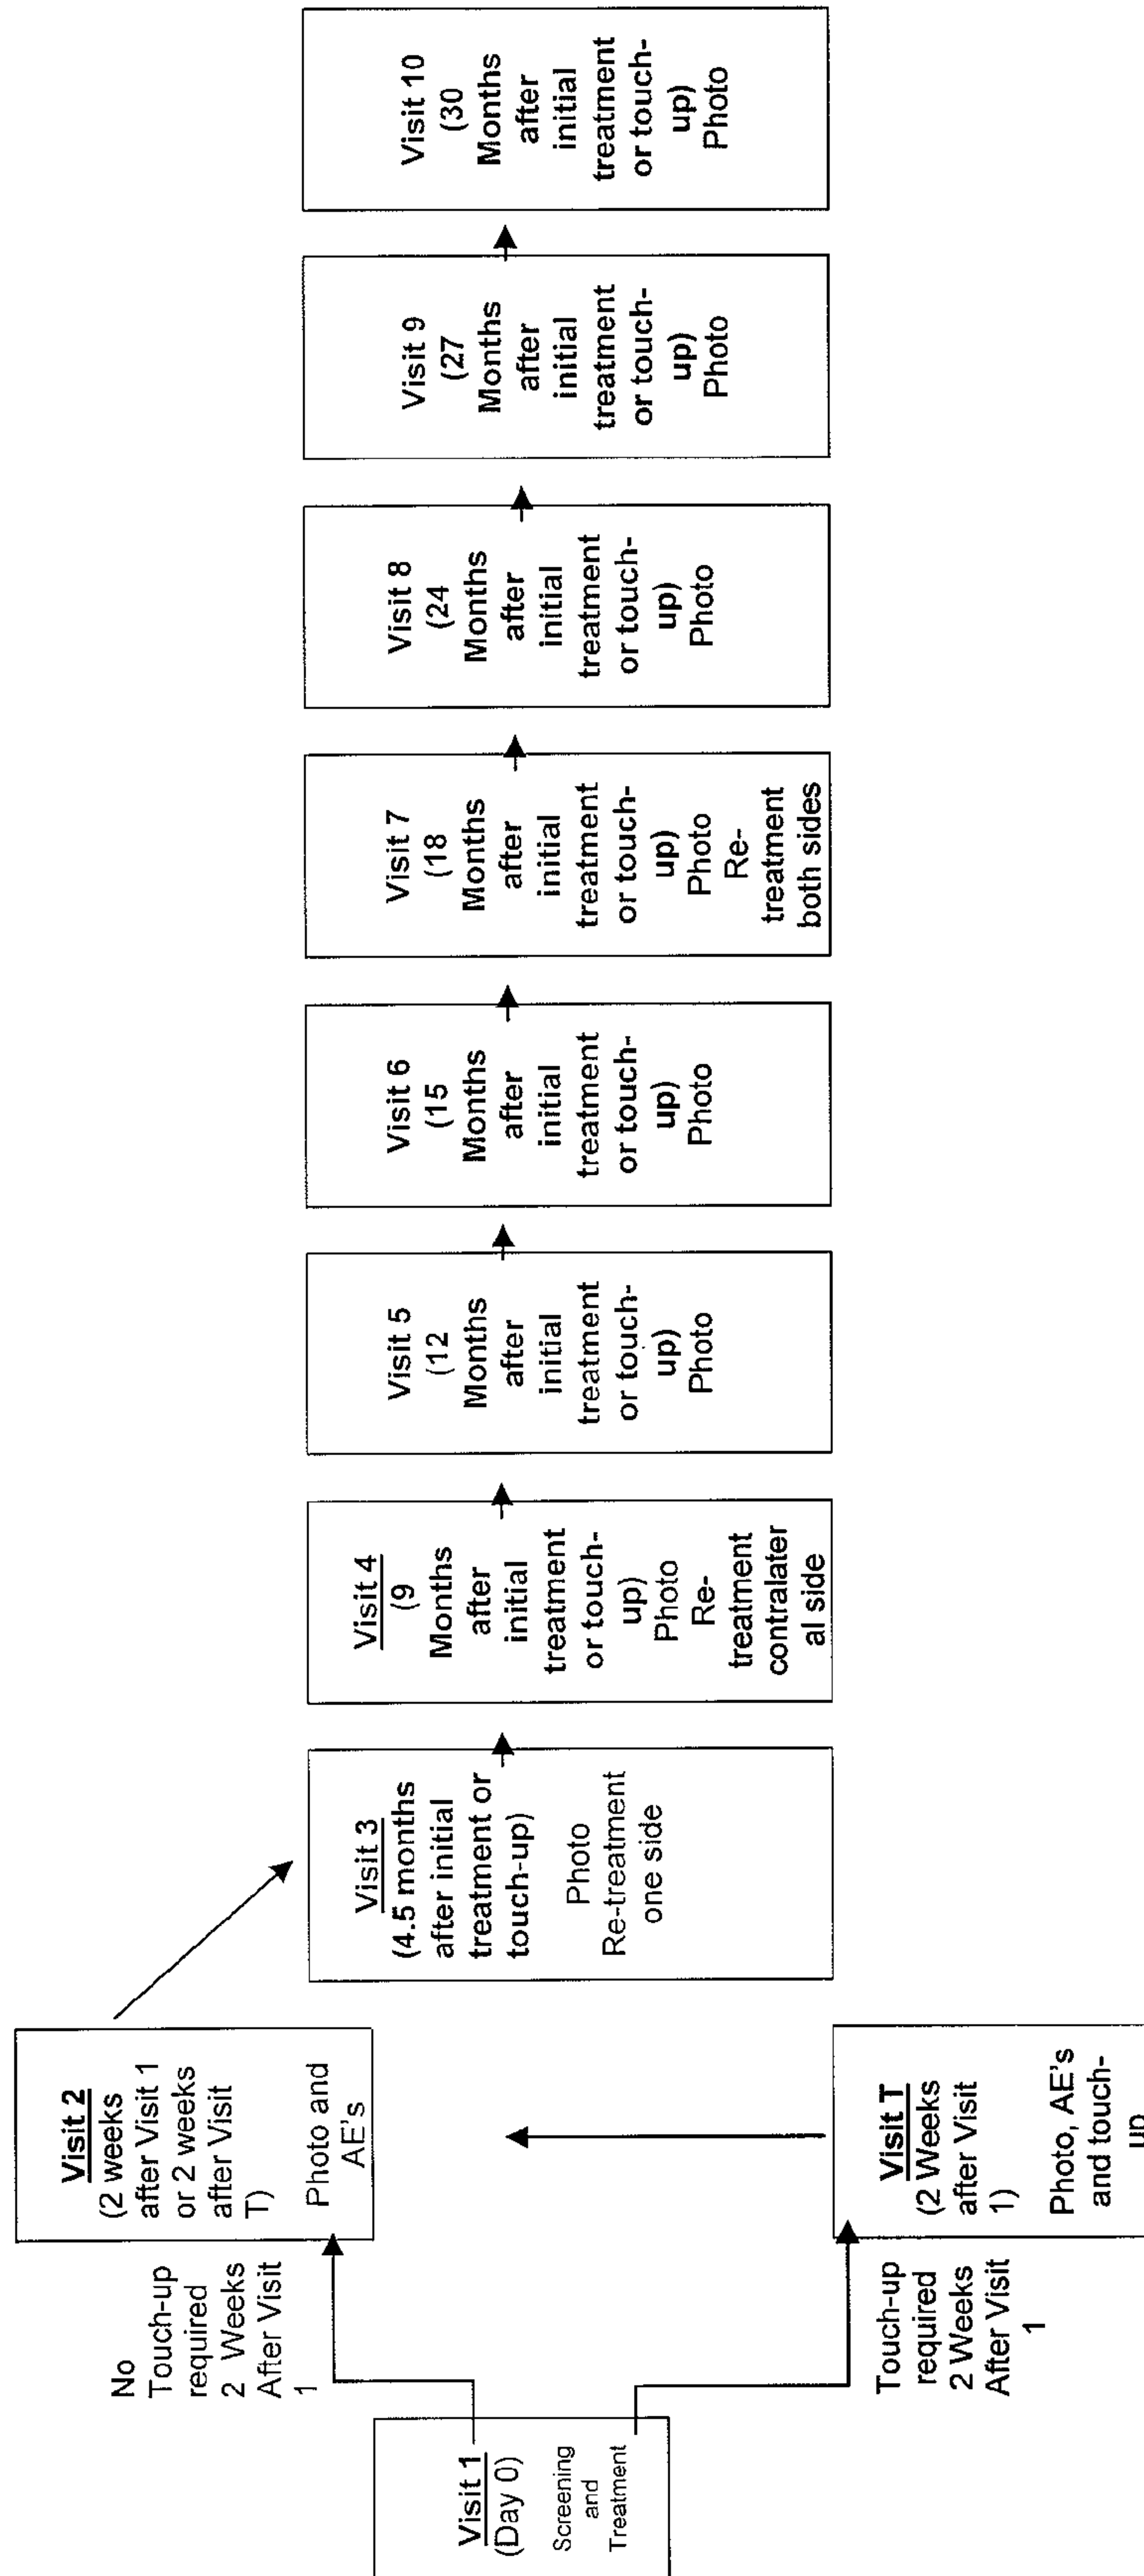 Visit 1
(Day 0)
Screening
and
Treatment
No
Touch-up
required
2 Weeks
After Visit
1
Touch-up
required
2 Weeks
After Visit
1
Visit 2
(2 weeks
after Visit 1
or 2 weeks
after Visit
T)
Photo and
AE's
Visit T
(2 Weeks
after Visit
1)
Photo, AE's
and touch-
up
Visit 3
(4.5 months
after initial
treatment or
touch-up)
Photo
Re-treatment
one side
Visit 4
(9
Months
after
initial
treatment
or touch-
up)
Photo
Re-
treatment
contralater
al side
Visit 5
(12
Months
after
initial
treatment
or touch-
up)
Photo
Visit 6
(15
Months
after
initial
treatment
or touch-
up)
Photo
Visit 7
(18
Months
after
initial
treatment
or touch-
up)
Photo
Re-
treatment
both sides
Visit 8
(24
Months
after
initial
treatment
or touch-
up)
Photo
Visit 9
(27
Months
after
initial
treatment
or touch-
up)
Photo
Visit 10
(30
Months
after
initial
treatment
or touch-
up)
Photo